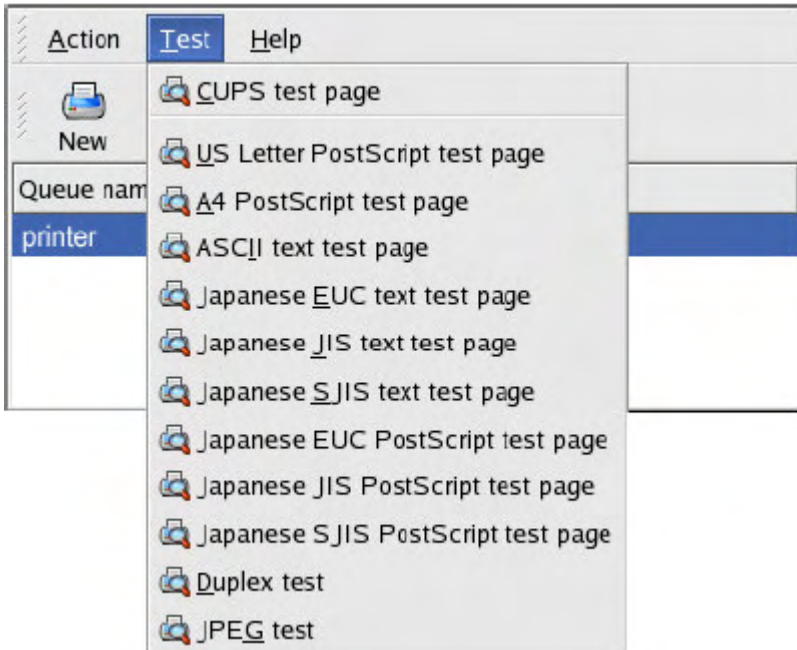 Action Test Help
CUPS test page
New
US Letter PostScript test page
Queue nam
A4 PostScript test page
printer
ASCII text test page
Japanese EUC text test page
Japanese JIS text test page
Japanese SJIS text test page
Japanese EUC PostScript test page
Japanese JIS PostScript test page
Japanese SJIS PostScript test page
Duplex test
JPEG test